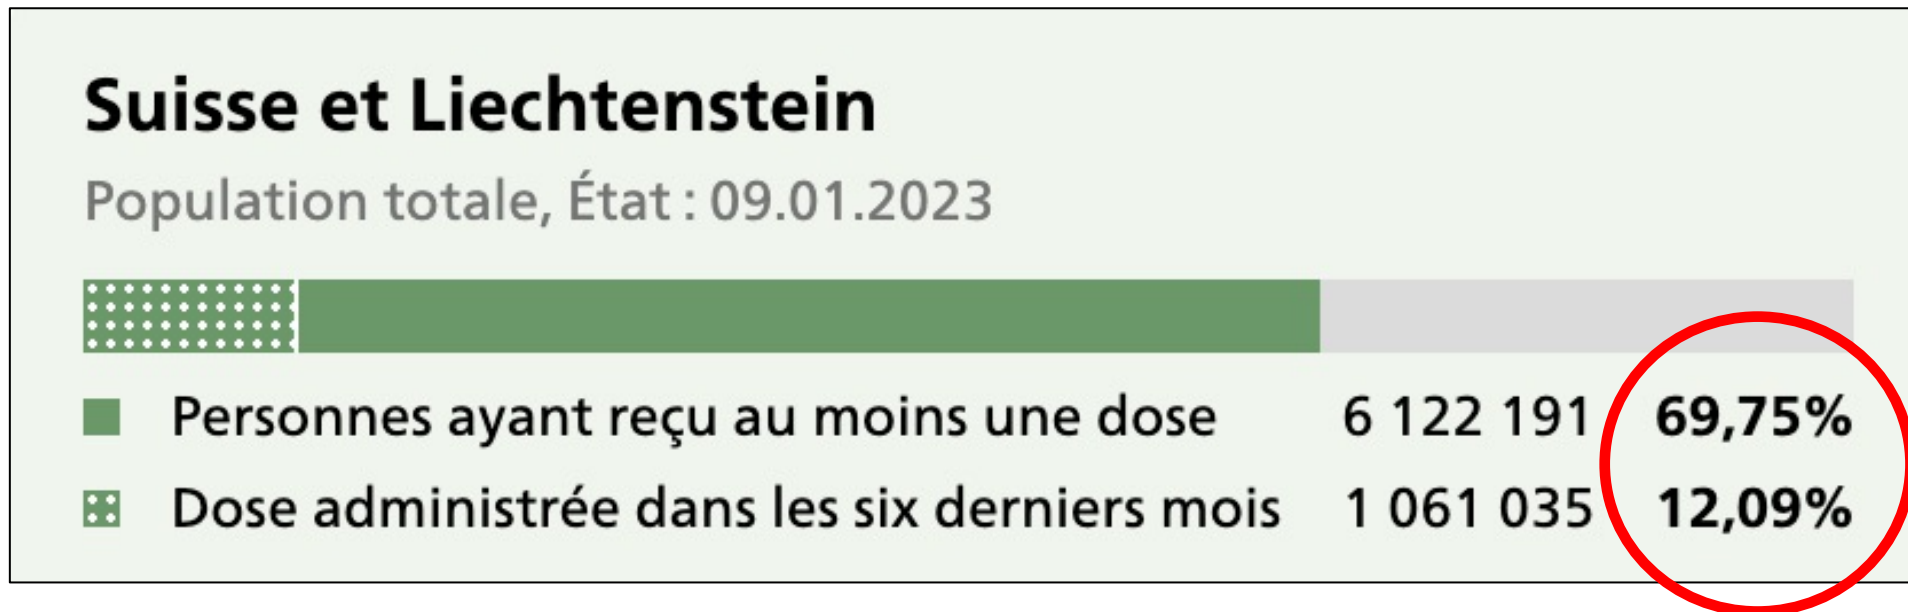 Suisse et Liechtenstein
Population totale, État : 09.01.2023
Personnes ayant reçu au moins une dose 6 122 191 69,75%
Dose administrée dans les six derniers mois 1 061 035 12,09%